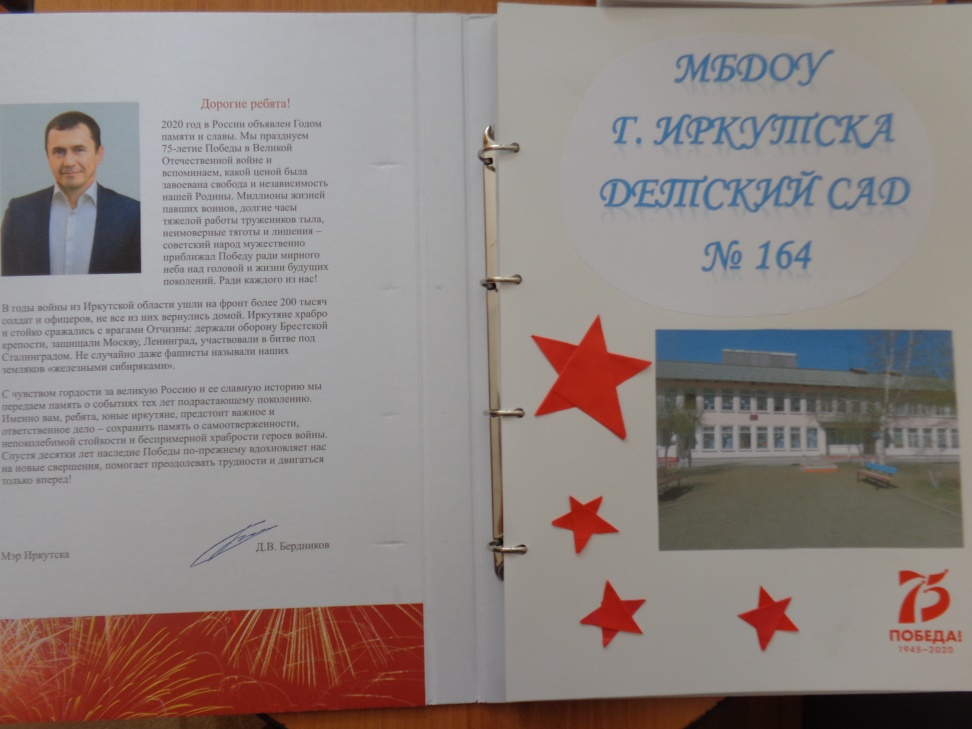 Дорогие ребята!
2020 год в России объявлен Годом
памяти и славы. Мы празднуем
75-летие Победы в Великой
Отечественной войне и
вспоминаем, какой ценой была
завоевана свобода и независимость
нашей Родины. Миллионы жизней
павших воинов, долгие часы
тяжелой работы тружеников тыла,
неимоверные тяготы и лишения –
советский народ мужественно
приближал Победу ради мирного
неба над головой и жизни будущих
поколений. Ради каждого из нас!
В годы войны из Иркутской области ушли на фронт более 200 тысяч
солдат и офицеров, не все из них вернулись домой. Иркутяне храбро
и стойко сражались с врагами Отчизны: держали оборону Брестской
крепости, защищали Москву, Ленинград, участвовали в битве под
Сталинградом. Не случайно даже фашисты называли наших
земляков «железными сибиряками».
С чувством гордости за великую Россию и ее славную историю мы
передаем память о событиях тех лет подрастающему поколению.
Именно вам, ребята, юные иркутяне, предстоит важное и
ответственное дело – сохранить память о самоотверженности,
непоколебимой стойкости и беспримерной храбрости героев войны.
Спустя десятки лет наследие Победы по-прежнему вдохновляет нас
на новые свершения, помогает преодолевать трудности и двигаться
только вперед!
Мэр Иркутска
Д.В. Бердников
МБДОУ
Г. ИРКУТСКА
ДЕТСКИЙ САД
№ 164
75
ПОБЕДА!
1945–2020